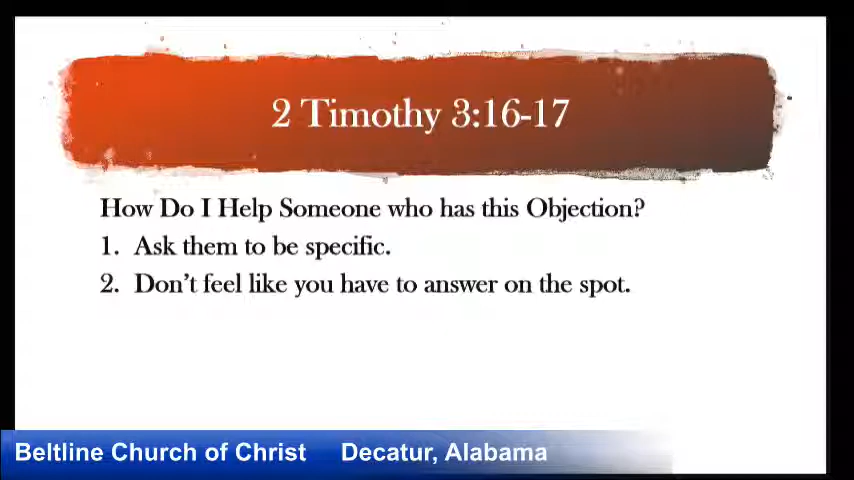 2 Timothy 3:16-17
How Do I Help Someone who has this Objection?
1. Ask them to be specific.
2. Don't feel like you have to answer on the spot.
Beltline Church of Christ Decatur, Alabama